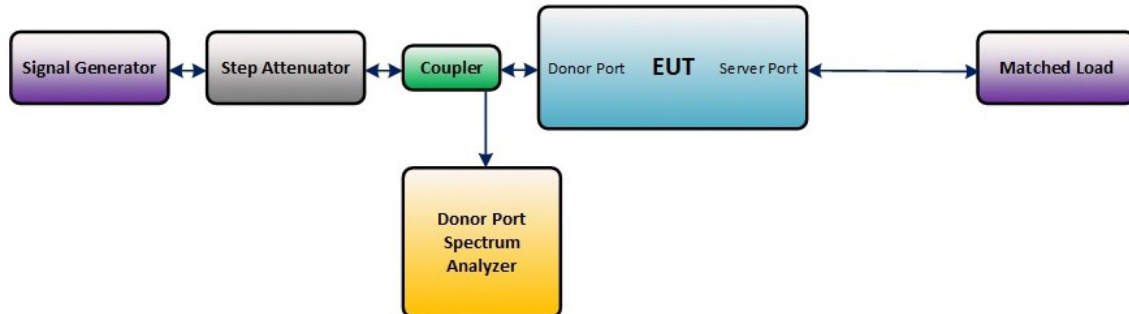 Signal Generator
Step Attenuator
Coupler
Donor Port
EUT
Server Port
Matched Load
Donor Port
Spectrum
Analyzer